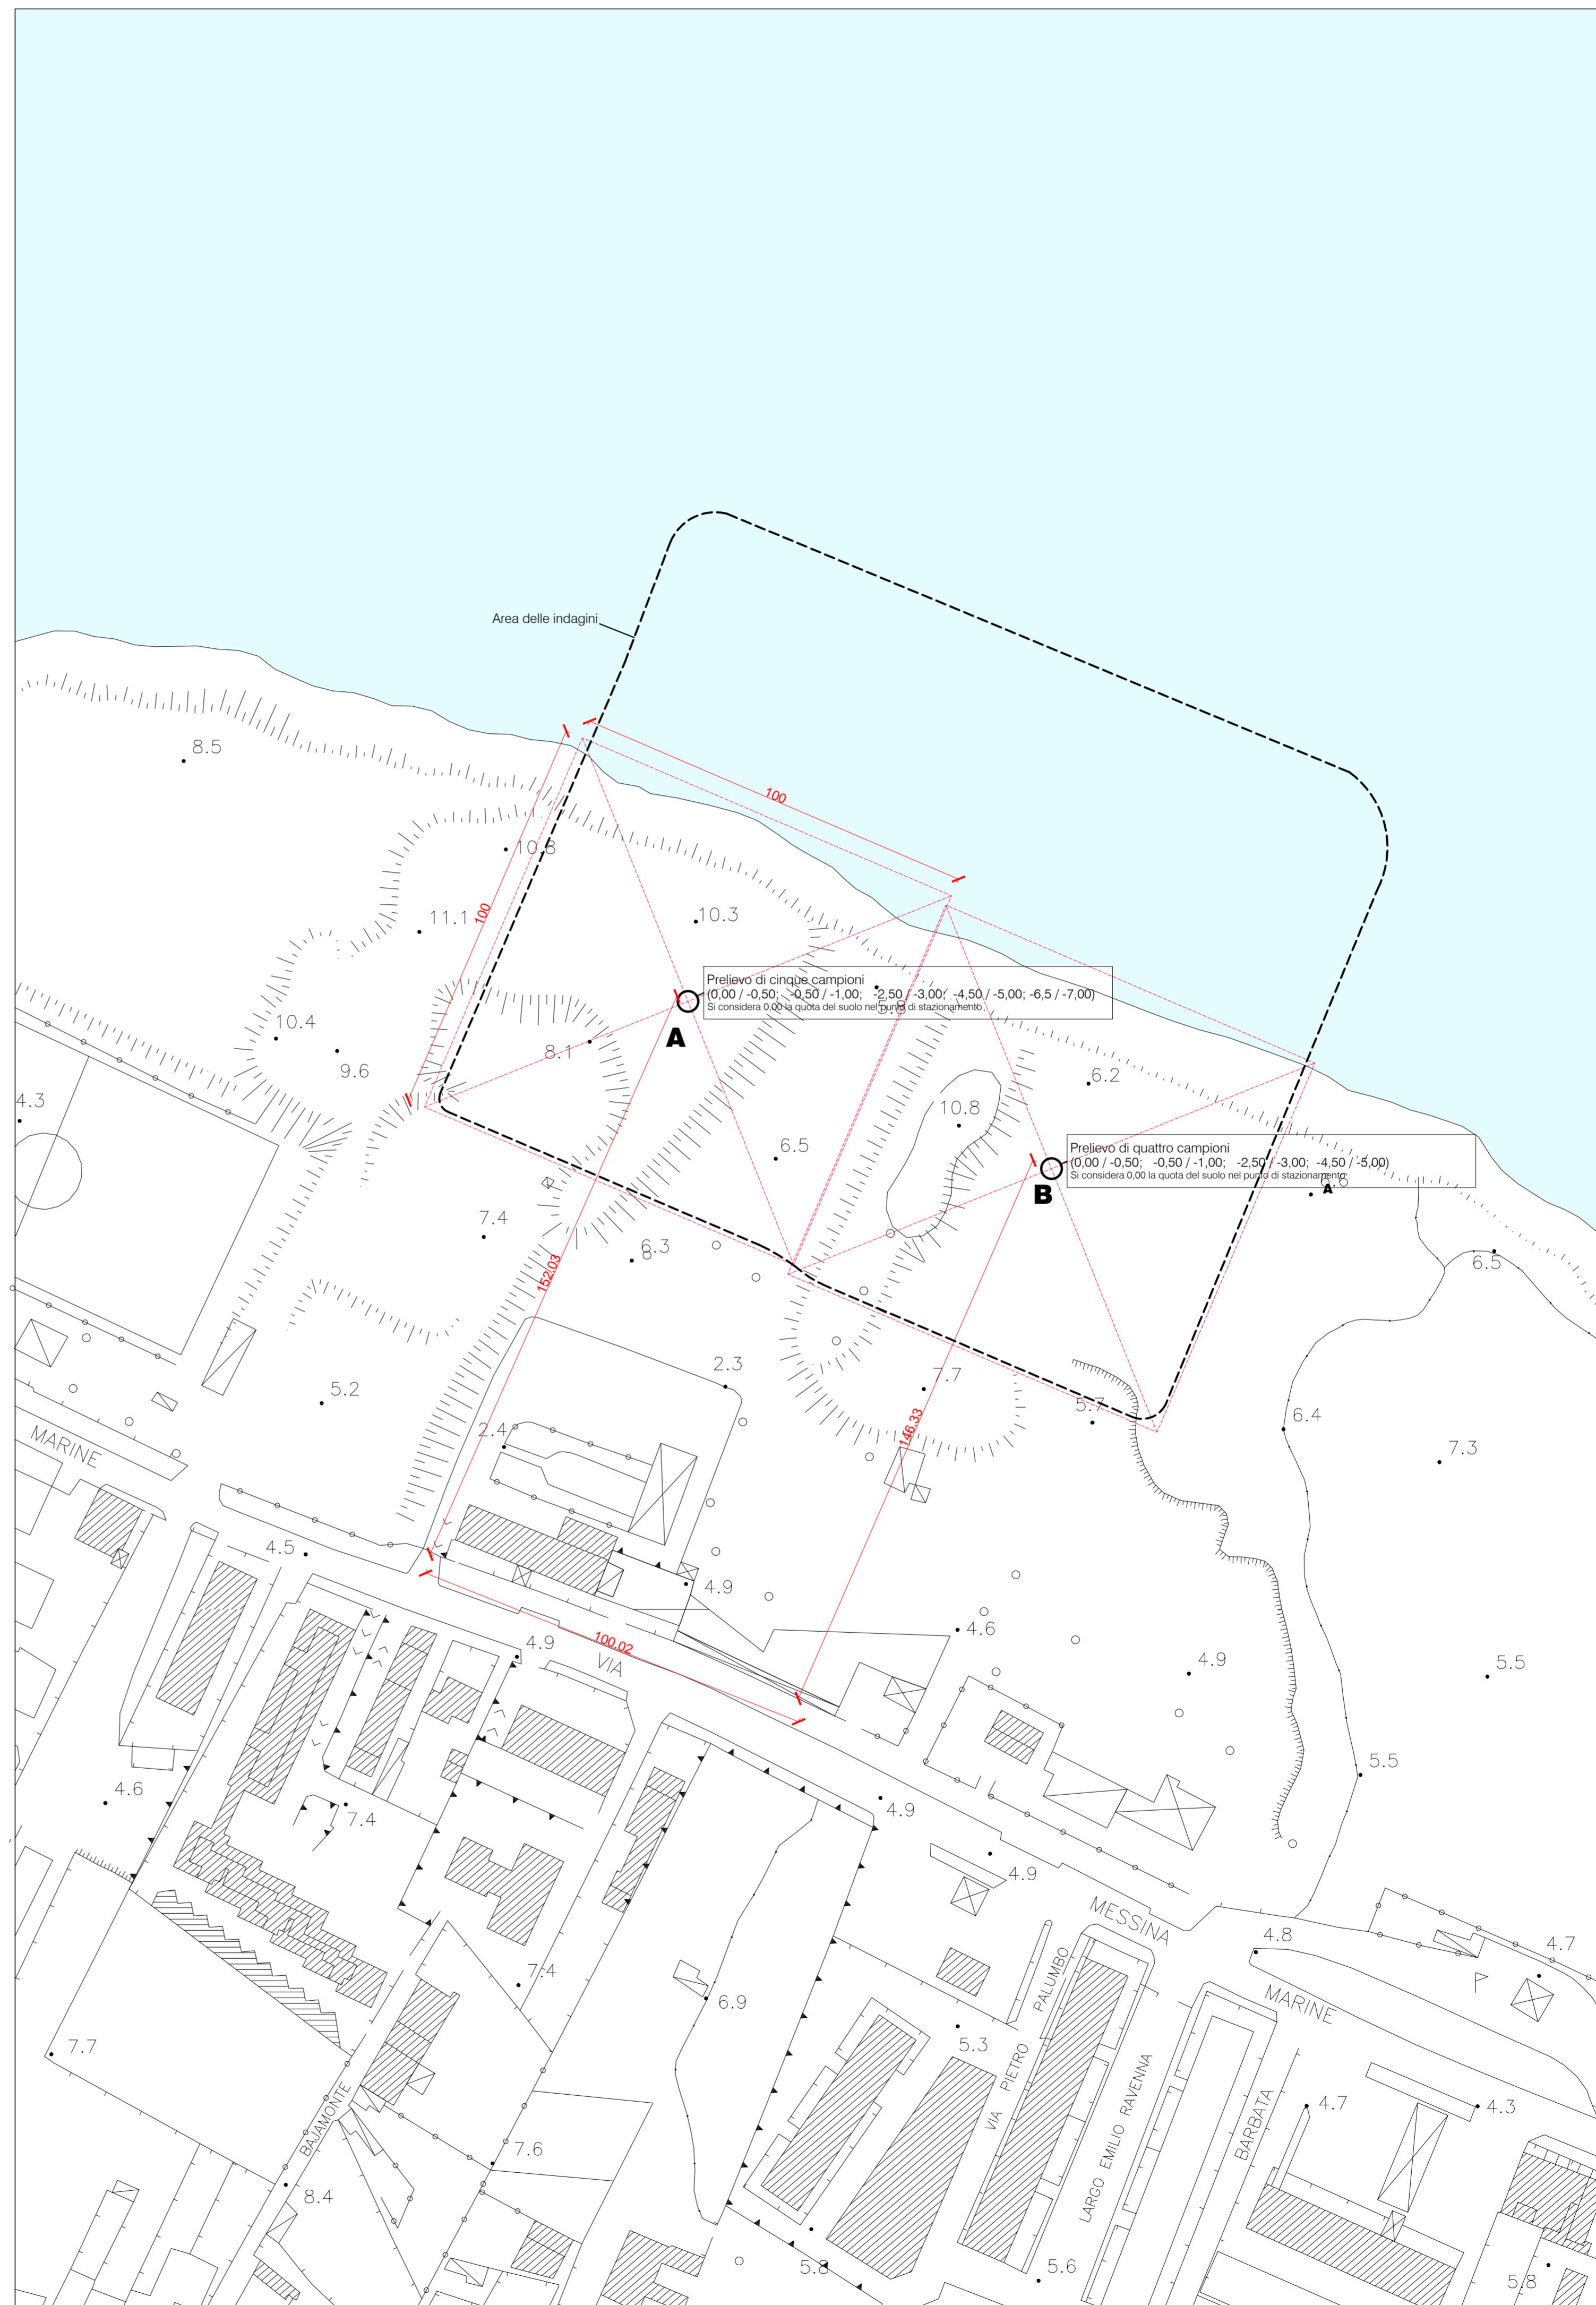 Area delle indagini
8.5
100
10.8
11.1
100
10.3
Prelievo di cinque campioni
(0,00 / -0,50; -0,50 / -1,00; -2,50 / -3,00; -4,50 / -5,00; -6,5 / -7,00)
Si considera 0,00 la quota del suolo nel punto di stazionamento.
A
10.4
9.6
8.1
4.3
6.2
10.8
6.5
Prelievo di quattro campioni
(0,00 / -0,50; -0,50 / -1,00; -2,50 / -3,00; -4,50 / -5,00)
Si considera 0,00 la quota del suolo nel punto di stazionamento.
A
B
7.4
6.3
6.5
152.03
5.2
2.3
7.7
5.7
6.4
146.33
7.3
MARINE
2.4
4.5
4.9
4.6
100.02
4.9
VIA
4.9
5.5
5.5
4.6
7.4
4.9
4.9
MESSINA
4.8
4.7
7.4
6.9
PALUMBO
MARINE
5.3
7.7
VIA PIETRO
LARGO EMILIO RAVENNA
BARBATA
4.7
4.3
BAJAMONTE
7.6
8.4
5.8
5.6
5.8